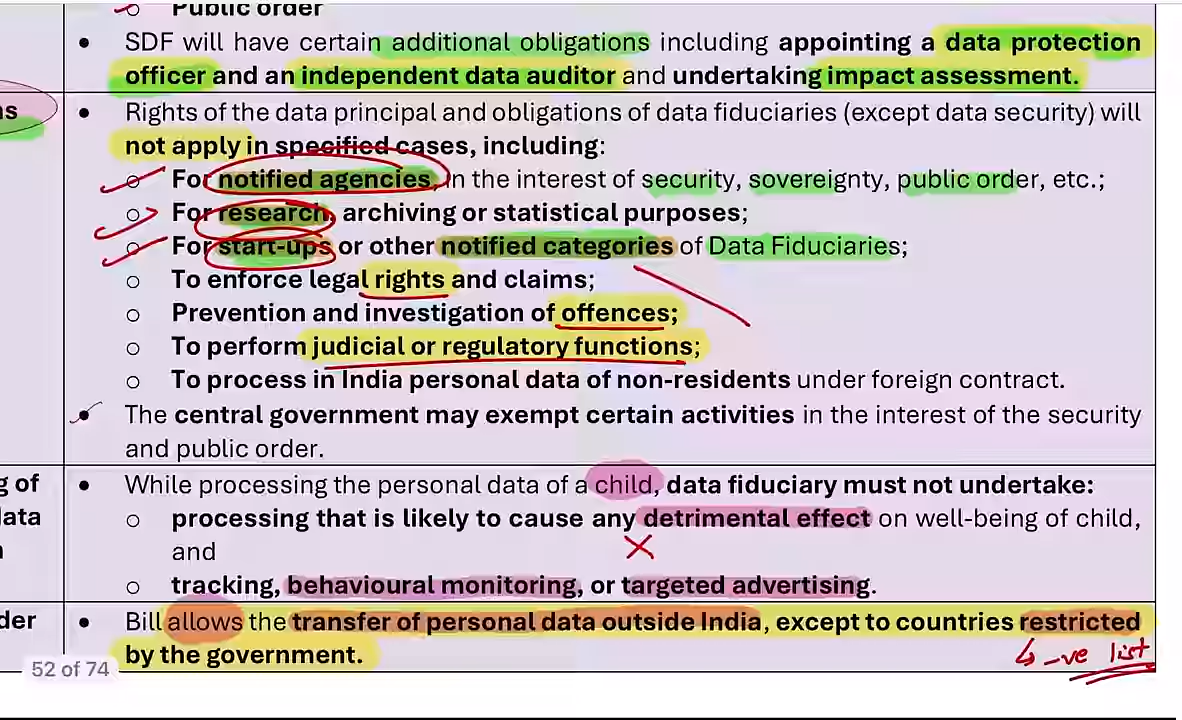 ○ Public order
• SDF will have certain additional obligations including appointing a data protection
officer and an independent data auditor and undertaking impact assessment.
ns
• Rights of the data principal and obligations of data fiduciaries (except data security) will
not apply in specified cases, including:
○ For notified agencies, in the interest of security, sovereignty, public order, etc.;
○ For research, archiving or statistical purposes;
○ For start-ups or other notified categories of Data Fiduciaries;
○ To enforce legal rights and claims;
○ Prevention and investigation of offences;
○ To perform judicial or regulatory functions;
○ To process in India personal data of non-residents under foreign contract.
• The central government may exempt certain activities in the interest of the security
and public order.
g of
• While processing the personal data of a child, data fiduciary must not undertake:
data
○ processing that is likely to cause any detrimental effect on well-being of child,
and
○ tracking, behavioural monitoring, or targeted advertising.
der
• Bill allows the transfer of personal data outside India, except to countries restricted
by the government.
↳ -ve list
52 of 74